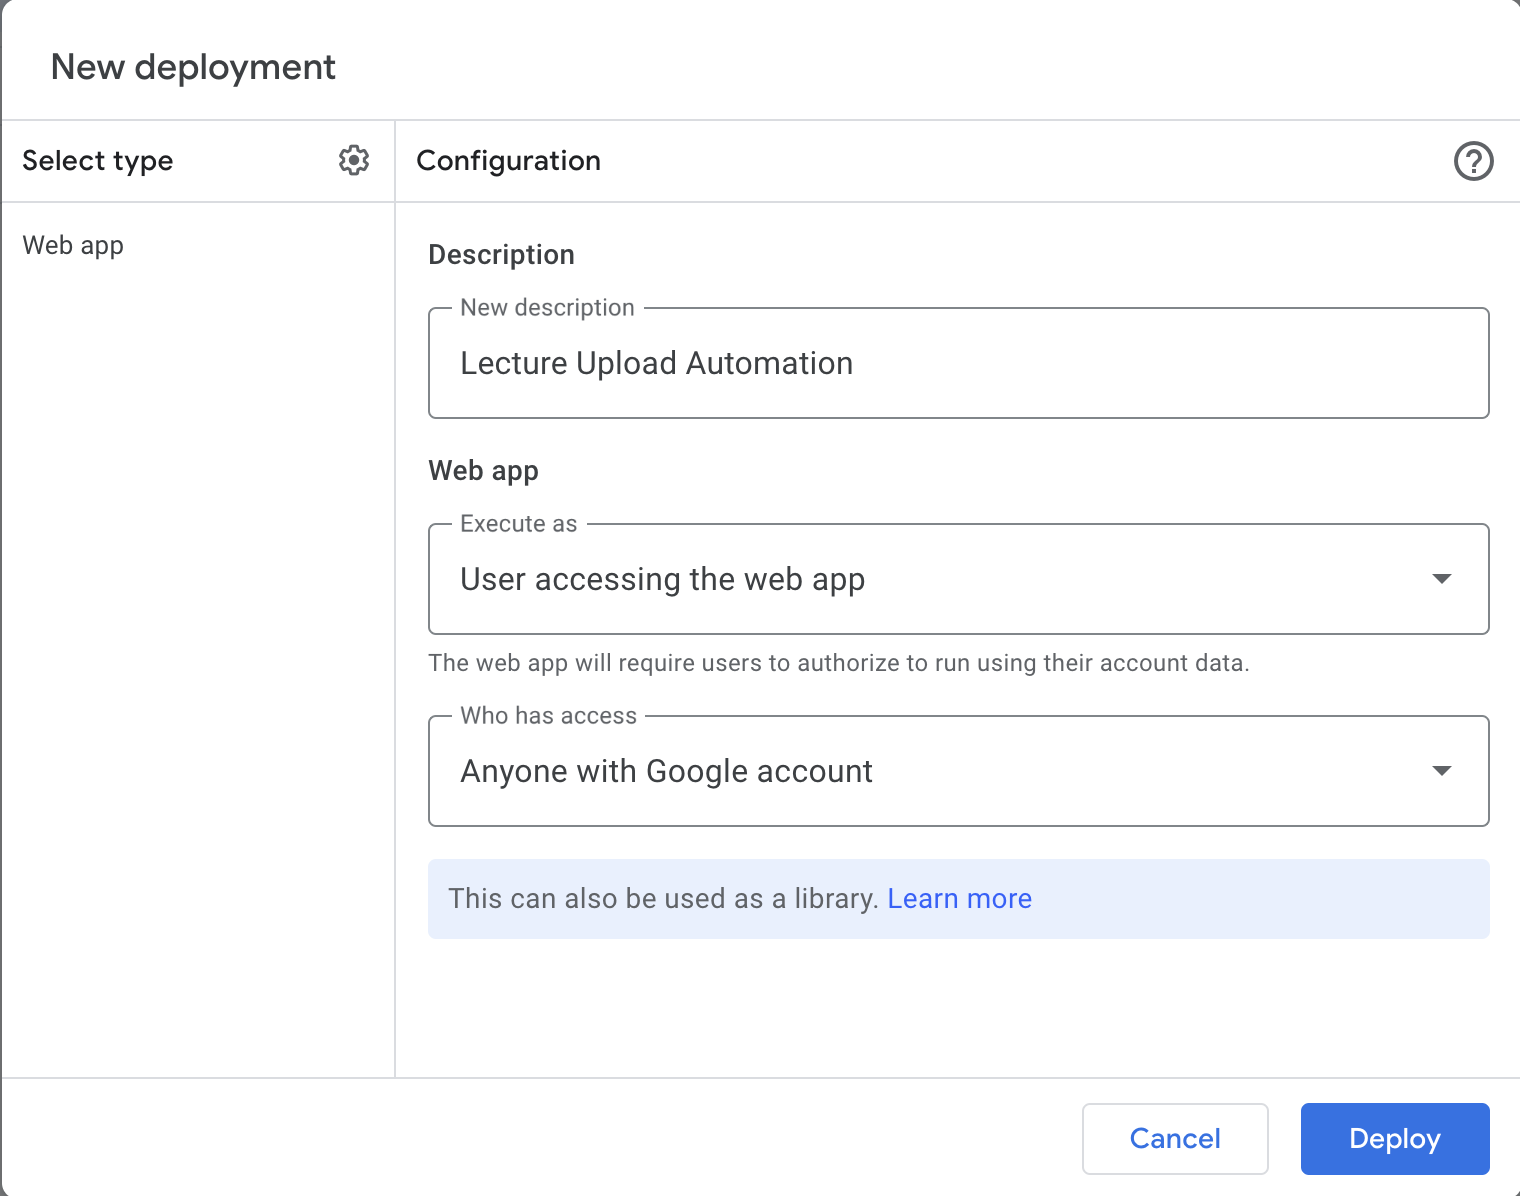 New deployment
Select type
Configuration
Web app
Description
New description
Lecture Upload Automation
Web app
Execute as
User accessing the web app
The web app will require users to authorize to run using their account data.
Who has access
Anyone with Google account
This can also be used as a library. Learn more
Cancel
Deploy